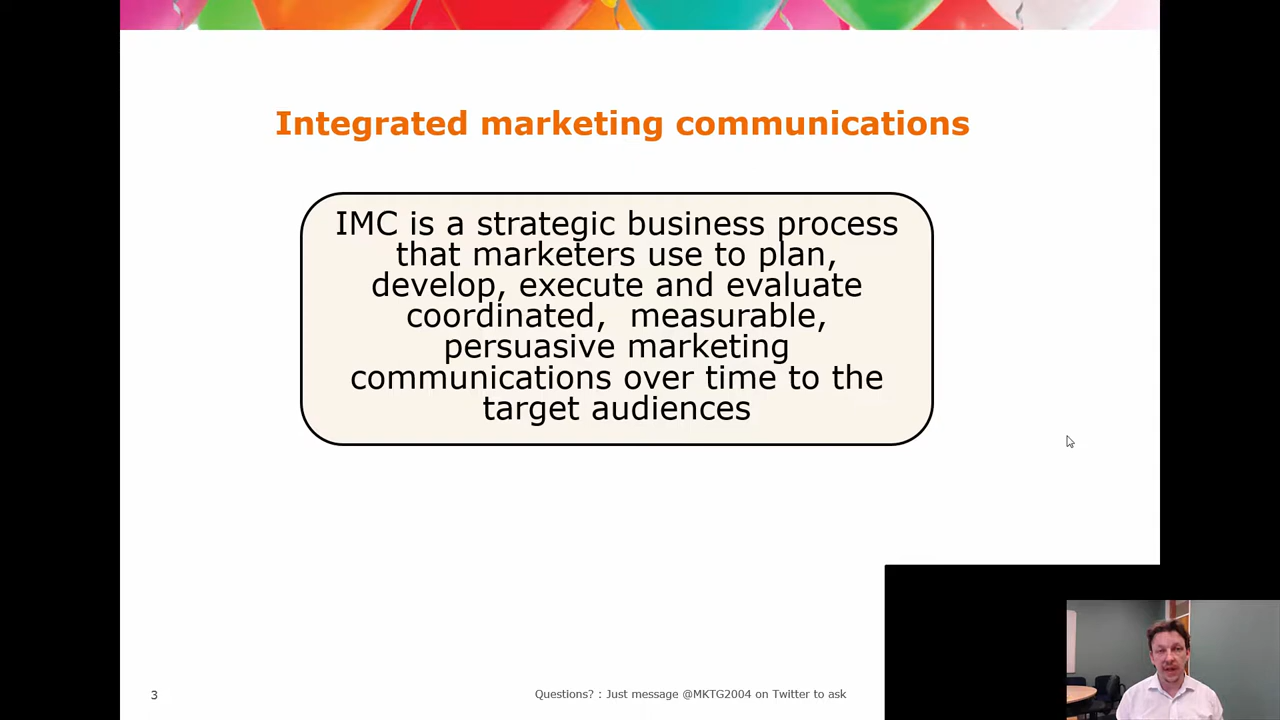 Integrated marketing communications
IMC is a strategic business process
that marketers use to plan,
develop, execute and evaluate
coordinated,  measurable,
persuasive marketing
communications over time to the
target audiences
3
Questions? : Just message @MKTG2004 on Twitter to ask